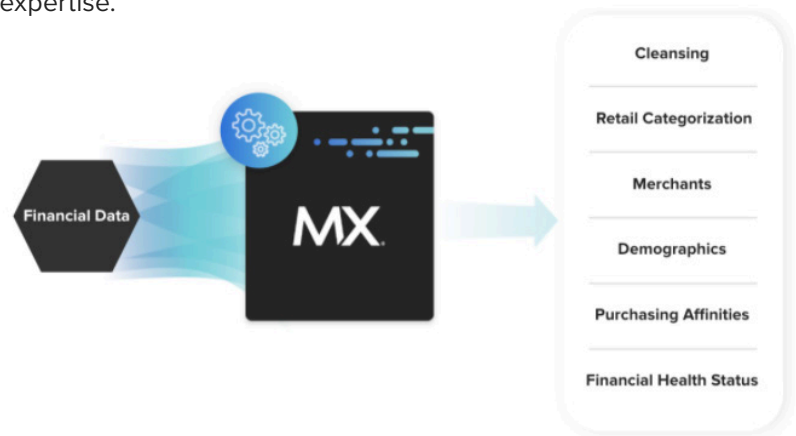 expertise.
Financial Data
MX
Cleansing
Retail Categorization
Merchants
Demographics
Purchasing Affinities
Financial Health Status